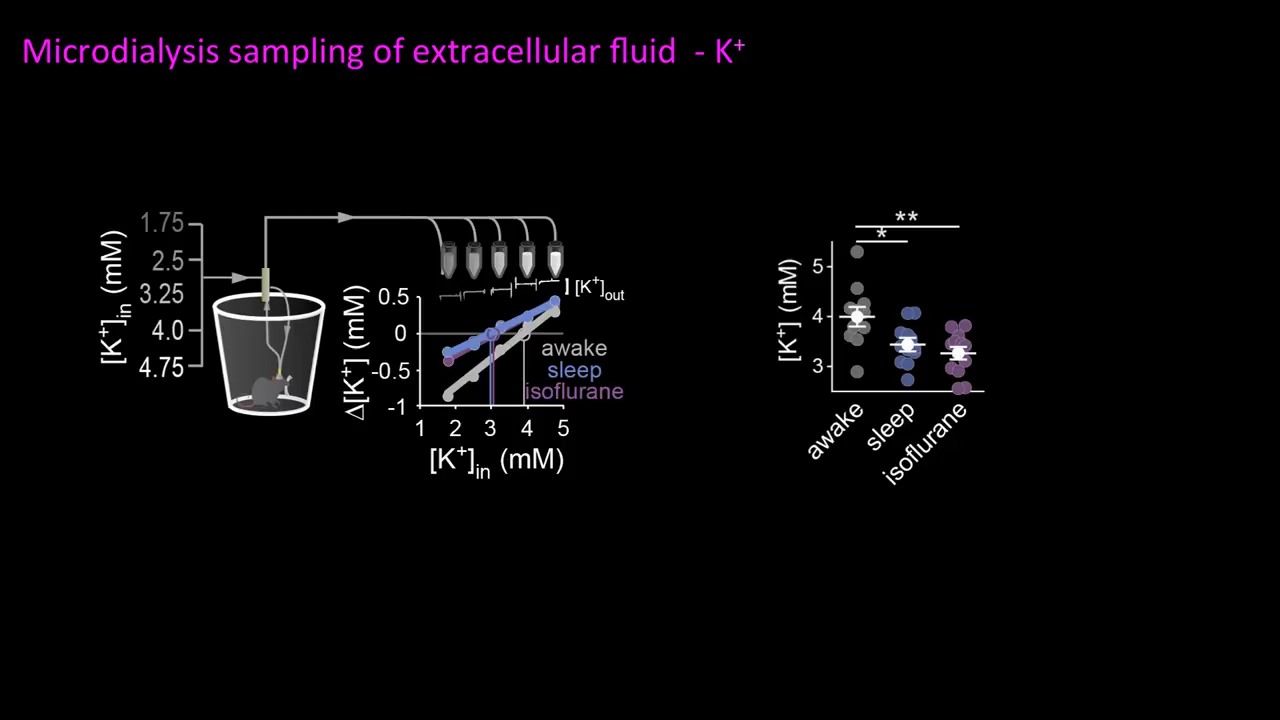 Microdialysis sampling of extracellular fluid - K⁺
[K⁺]in (mM)
1.75
2.5
3.25
4.0
4.75
[K⁺]out
Δ[K⁺] (mM)
0.5
0
-0.5
-1
awake
sleep
isoflurane
1 2 3 4 5
[K⁺]in (mM)
**
*
[K⁺] (mM)
5
4
3
awake
sleep
isoflurane